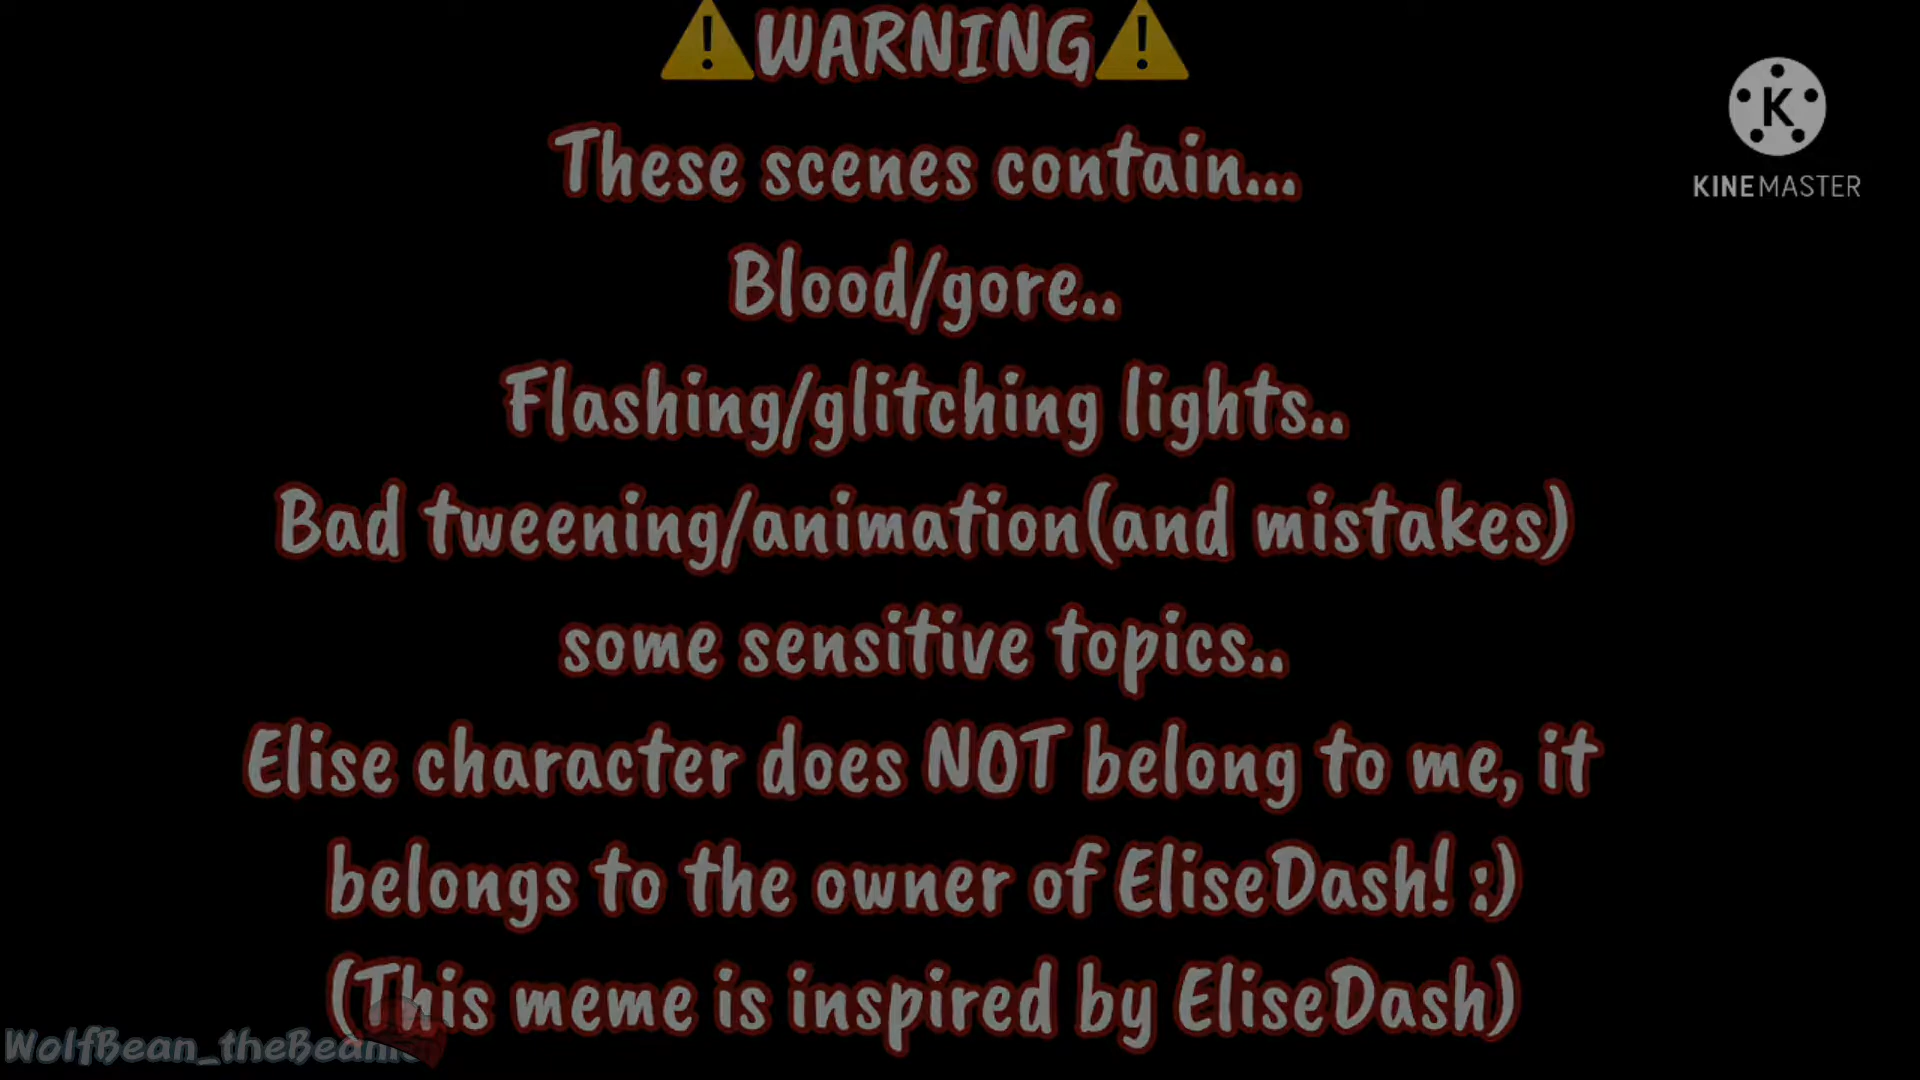 ⚠WARNING⚠
KINEMASTER
These scenes contain...
Blood/gore..
Flashing/glitching lights..
Bad tweening/animation(and mistakes)
some sensitive topics..
Elise character does NOT belong to me, it
belongs to the owner of EliseDash! :)
(This meme is inspired by EliseDash)